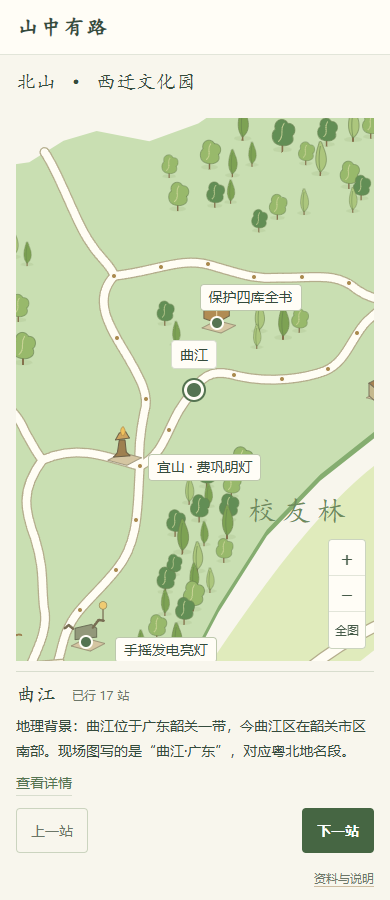 山中有路
北山 • 西迁文化园
保护四库全书
曲江
宜山 · 费巩明灯
校友林
+
−
全图
手摇发电亮灯
曲江 已行 17 站
地理背景：曲江位于广东韶关一带，今曲江区在韶关市区
南部。现场图写的是“曲江·广东”，对应粤北地名段。
查看详情
上一站 下一站
资料与说明